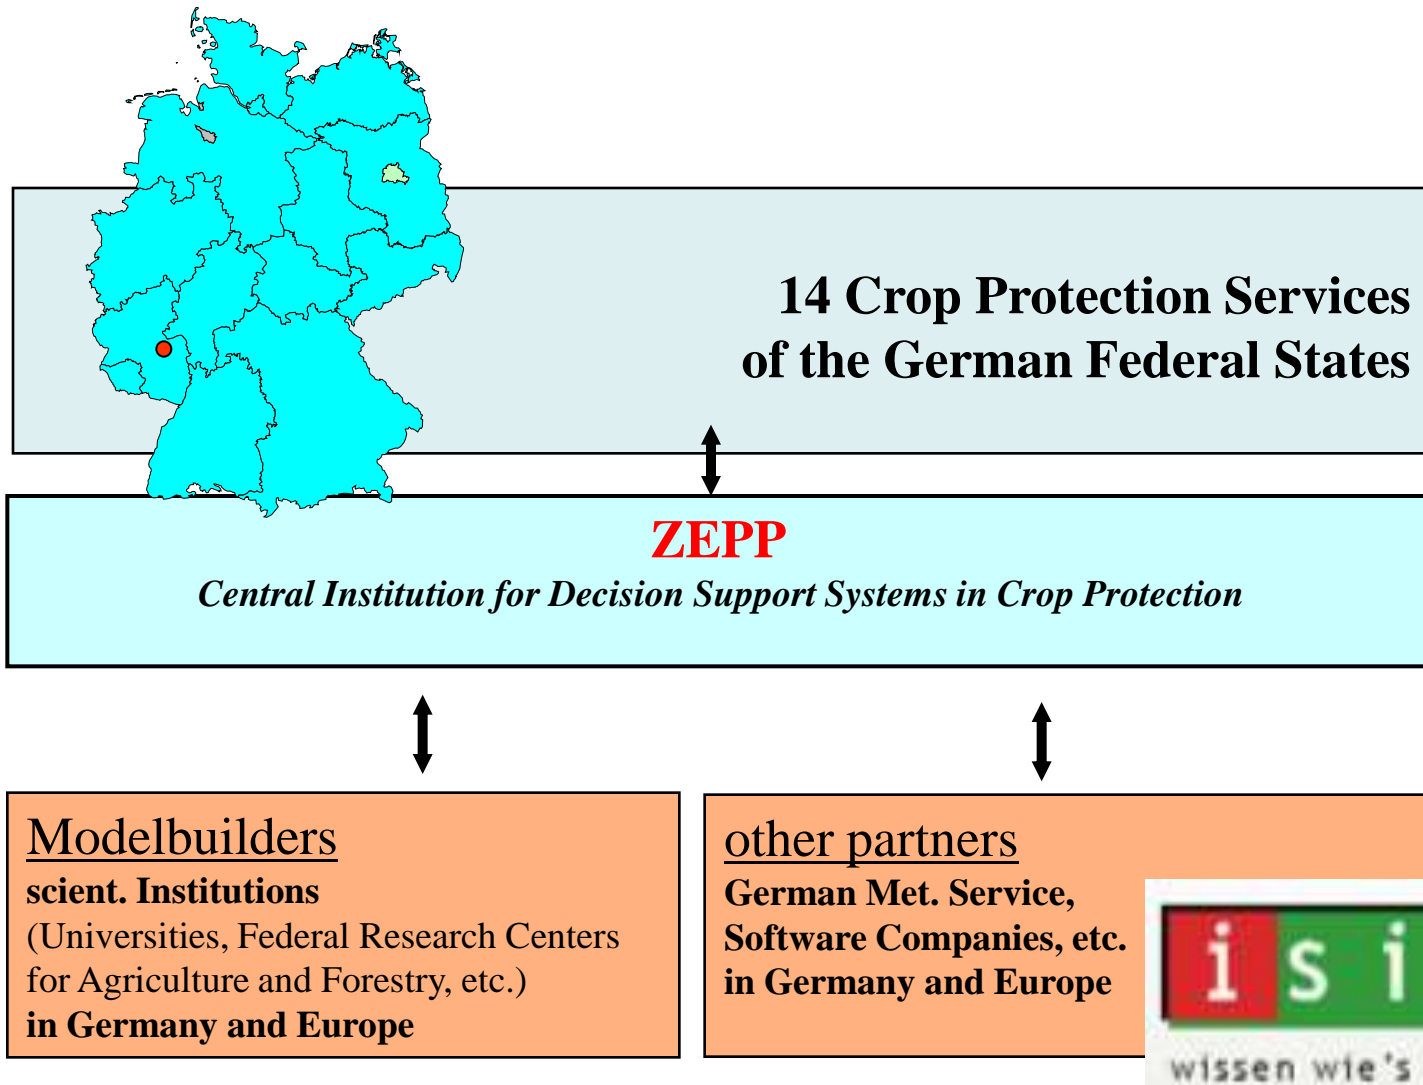 14 Crop Protection Services
of the German Federal States
ZEPP
Central Institution for Decision Support Systems in Crop Protection
Modelbuilders
scient. Institutions
(Universities, Federal Research Centers
for Agriculture and Forestry, etc.)
in Germany and Europe
other partners
German Met. Service,
Software Companies, etc.
in Germany and Europe
isi
wissen wie's